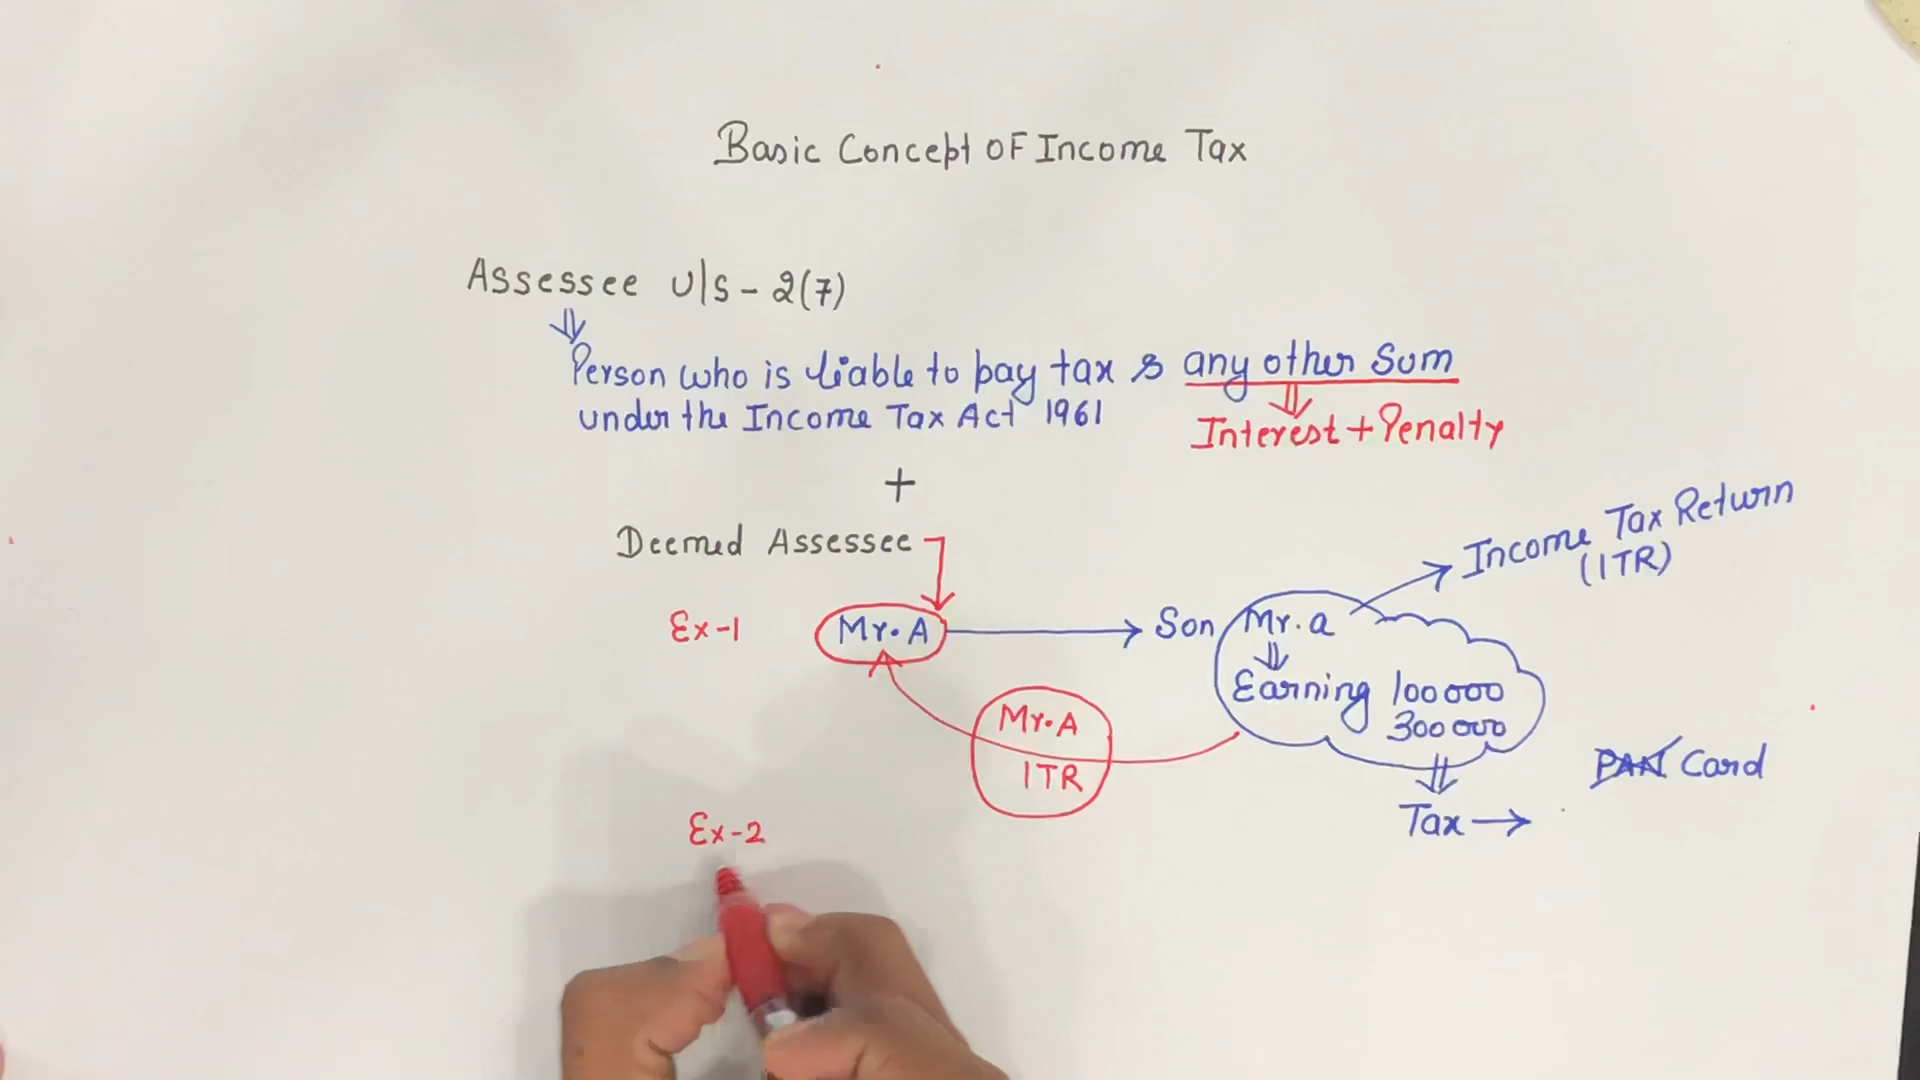 Basic Concept OF Income Tax
Assessee U/S - 2(7)
Person who is liable to pay tax & any other Sum
under the Income Tax Act 1961
Interest + Penalty
+
Deemed Assessee
Income Tax Return
(ITR)
Ex-1
Mr. A
Son Mr. a
Earning 100000
300000
Mr. A
ITR
PAN Card
Tax
Ex-2